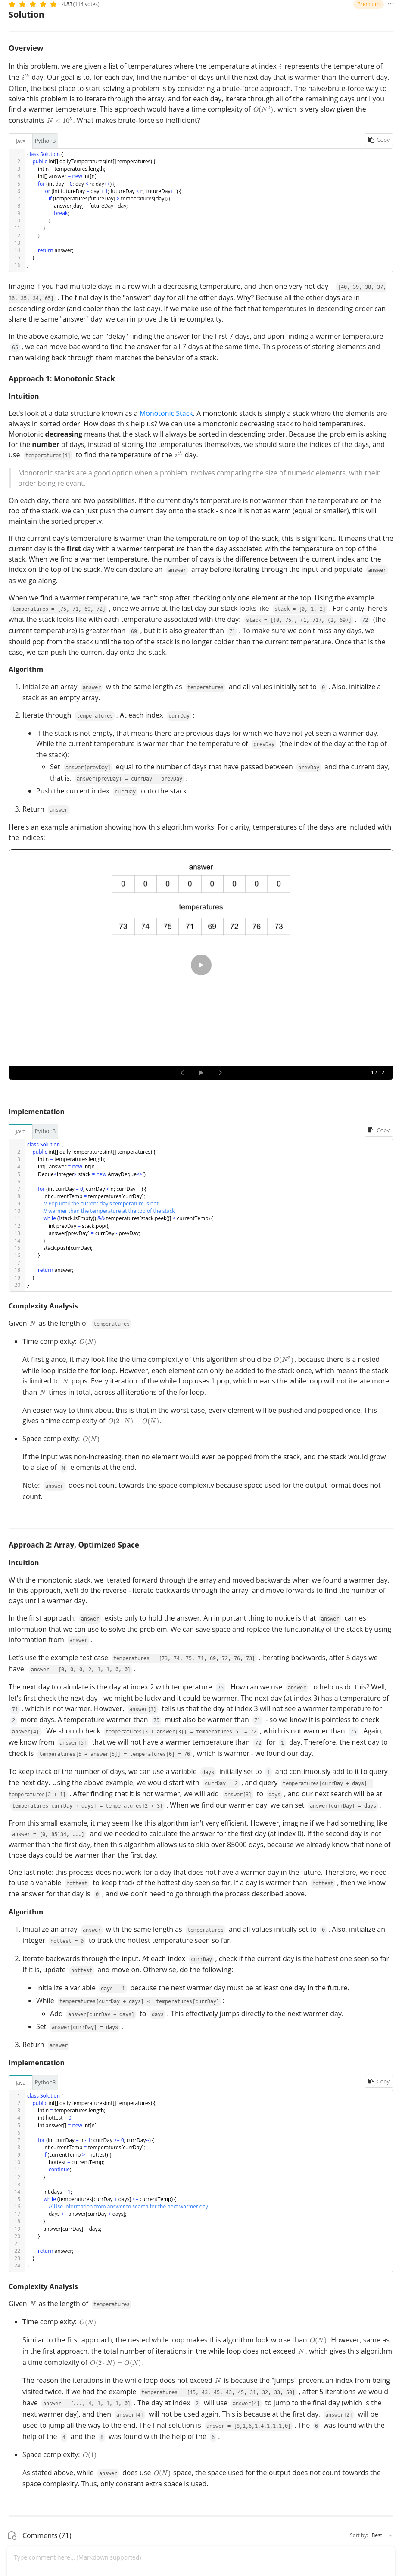 4.83 (114 votes)
Premium
Solution
Overview
In this problem, we are given a list of temperatures where the temperature at index i represents the temperature of
the iᵗʰ day. Our goal is to, for each day, find the number of days until the next day that is warmer than the current day.
Often, the best place to start solving a problem is by considering a brute-force approach. The naive/brute-force way to
solve this problem is to iterate through the array, and for each day, iterate through all of the remaining days until you
find a warmer temperature. This approach would have a time complexity of O(N²), which is very slow given the
constraints N < 10⁵. What makes brute-force so inefficient?
Java Python3 Copy
1 class Solution {
2 public int[] dailyTemperatures(int[] temperatures) {
3 int n = temperatures.length;
4 int[] answer = new int[n];
5 for (int day = 0; day < n; day++) {
6 for (int futureDay = day + 1; futureDay < n; futureDay++) {
7 if (temperatures[futureDay] > temperatures[day]) {
8 answer[day] = futureDay - day;
9 break;
10 }
11 }
12 }
13
14 return answer;
15 }
16 }
Imagine if you had multiple days in a row with a decreasing temperature, and then one very hot day - [40, 39, 38, 37,
36, 35, 34, 65] . The final day is the "answer" day for all the other days. Why? Because all the other days are in
descending order (and cooler than the last day). If we make use of the fact that temperatures in descending order can
share the same "answer" day, we can improve the time complexity.
In the above example, we can "delay" finding the answer for the first 7 days, and upon finding a warmer temperature
65 , we can move backward to find the answer for all 7 days at the same time. This process of storing elements and
then walking back through them matches the behavior of a stack.
Approach 1: Monotonic Stack
Intuition
Let's look at a data structure known as a Monotonic Stack. A monotonic stack is simply a stack where the elements are
always in sorted order. How does this help us? We can use a monotonic decreasing stack to hold temperatures.
Monotonic decreasing means that the stack will always be sorted in descending order. Because the problem is asking
for the number of days, instead of storing the temperatures themselves, we should store the indices of the days, and
use temperatures[i] to find the temperature of the iᵗʰ day.
Monotonic stacks are a good option when a problem involves comparing the size of numeric elements, with their
order being relevant.
On each day, there are two possibilities. If the current day's temperature is not warmer than the temperature on top of
the stack, we can just push the current day onto the stack - since it is not as warm (equal or smaller), this will
maintain the sorted property.
If the current day's temperature is warmer than the temperature on top of the stack, this is significant. It means that the
current day is the first day with a warmer temperature than the day associated with the temperature on top of the
stack. When we find a warmer temperature, the number of days is the difference between the current index and the
index on the top of the stack. We can declare an answer array before iterating through the input and populate answer
as we go along.
When we find a warmer temperature, we can't stop after checking only one element at the top. Using the example
temperatures = [75, 71, 69, 72] , once we arrive at the last day our stack looks like stack = [0, 1, 2] . For clarity, here's
what the stack looks like with each temperature associated with the day: stack = [(0, 75), (1, 71), (2, 69)] . 72 (the
current temperature) is greater than 69 , but it is also greater than 71 . To make sure we don't miss any days, we
should pop from the stack until the top of the stack is no longer colder than the current temperature. Once that is the
case, we can push the current day onto the stack.
Algorithm
1. Initialize an array answer with the same length as temperatures and all values initially set to 0 . Also, initialize a
stack as an empty array.
2. Iterate through temperatures . At each index currDay :
• If the stack is not empty, that means there are previous days for which we have not yet seen a warmer day.
While the current temperature is warmer than the temperature of prevDay (the index of the day at the top of
the stack):
◦ Set answer[prevDay] equal to the number of days that have passed between prevDay and the current day,
that is, answer[prevDay] = currDay - prevDay .
• Push the current index currDay onto the stack.
3. Return answer .
Here's an example animation showing how this algorithm works. For clarity, temperatures of the days are included with
the indices:
answer
0 0 0 0 0 0 0 0
temperatures
73 74 75 71 69 72 76 73
1 / 12
Implementation
Java Python3 Copy
1 class Solution {
2 public int[] dailyTemperatures(int[] temperatures) {
3 int n = temperatures.length;
4 int[] answer = new int[n];
5 Deque<Integer> stack = new ArrayDeque<>();
6
7 for (int currDay = 0; currDay < n; currDay++) {
8 int currentTemp = temperatures[currDay];
9 // Pop until the current day's temperature is not
10 // warmer than the temperature at the top of the stack
11 while (!stack.isEmpty() && temperatures[stack.peek()] < currentTemp) {
12 int prevDay = stack.pop();
13 answer[prevDay] = currDay - prevDay;
14 }
15 stack.push(currDay);
16 }
17
18 return answer;
19 }
20 }
Complexity Analysis
Given N as the length of temperatures ,
• Time complexity: O(N)
At first glance, it may look like the time complexity of this algorithm should be O(N²), because there is a nested
while loop inside the for loop. However, each element can only be added to the stack once, which means the stack
is limited to N pops. Every iteration of the while loop uses 1 pop, which means the while loop will not iterate more
than N times in total, across all iterations of the for loop.
An easier way to think about this is that in the worst case, every element will be pushed and popped once. This
gives a time complexity of O(2 · N) = O(N).
• Space complexity: O(N)
If the input was non-increasing, then no element would ever be popped from the stack, and the stack would grow
to a size of N elements at the end.
Note: answer does not count towards the space complexity because space used for the output format does not
count.
Approach 2: Array, Optimized Space
Intuition
With the monotonic stack, we iterated forward through the array and moved backwards when we found a warmer day.
In this approach, we'll do the reverse - iterate backwards through the array, and move forwards to find the number of
days until a warmer day.
In the first approach, answer exists only to hold the answer. An important thing to notice is that answer carries
information that we can use to solve the problem. We can save space and replace the functionality of the stack by using
information from answer .
Let's use the example test case temperatures = [73, 74, 75, 71, 69, 72, 76, 73] . Iterating backwards, after 5 days we
have: answer = [0, 0, 0, 2, 1, 1, 0, 0] .
The next day to calculate is the day at index 2 with temperature 75 . How can we use answer to help us do this? Well,
let's first check the next day - we might be lucky and it could be warmer. The next day (at index 3) has a temperature of
71 , which is not warmer. However, answer[3] tells us that the day at index 3 will not see a warmer temperature for
2 more days. A temperature warmer than 75 must also be warmer than 71 - so we know it is pointless to check
answer[4] . We should check temperatures[3 + answer[3]] = temperatures[5] = 72 , which is not warmer than 75 . Again,
we know from answer[5] that we will not have a warmer temperature than 72 for 1 day. Therefore, the next day to
check is temperatures[5 + answer[5]] = temperatures[6] = 76 , which is warmer - we found our day.
To keep track of the number of days, we can use a variable days initially set to 1 and continuously add to it to query
the next day. Using the above example, we would start with currDay = 2 , and query temperatures[currDay + days] =
temperatures[2 + 1] . After finding that it is not warmer, we will add answer[3] to days , and our next search will be at
temperatures[currDay + days] = temperatures[2 + 3] . When we find our warmer day, we can set answer[currDay] = days .
From this small example, it may seem like this algorithm isn't very efficient. However, imagine if we had something like
answer = [0, 85134, ...] and we needed to calculate the answer for the first day (at index 0). If the second day is not
warmer than the first day, then this algorithm allows us to skip over 85000 days, because we already know that none of
those days could be warmer than the first day.
One last note: this process does not work for a day that does not have a warmer day in the future. Therefore, we need
to use a variable hottest to keep track of the hottest day seen so far. If a day is warmer than hottest , then we know
the answer for that day is 0 , and we don't need to go through the process described above.
Algorithm
1. Initialize an array answer with the same length as temperatures and all values initially set to 0 . Also, initialize an
integer hottest = 0 to track the hottest temperature seen so far.
2. Iterate backwards through the input. At each index currDay , check if the current day is the hottest one seen so far.
If it is, update hottest and move on. Otherwise, do the following:
• Initialize a variable days = 1 because the next warmer day must be at least one day in the future.
• While temperatures[currDay + days] <= temperatures[currDay] :
◦ Add answer[currDay + days] to days . This effectively jumps directly to the next warmer day.
• Set answer[currDay] = days .
3. Return answer .
Implementation
Java Python3 Copy
1 class Solution {
2 public int[] dailyTemperatures(int[] temperatures) {
3 int n = temperatures.length;
4 int hottest = 0;
5 int answer[] = new int[n];
6
7 for (int currDay = n - 1; currDay >= 0; currDay--) {
8 int currentTemp = temperatures[currDay];
9 if (currentTemp >= hottest) {
10 hottest = currentTemp;
11 continue;
12 }
13
14 int days = 1;
15 while (temperatures[currDay + days] <= currentTemp) {
16 // Use information from answer to search for the next warmer day
17 days += answer[currDay + days];
18 }
19 answer[currDay] = days;
20 }
21
22 return answer;
23 }
24 }
Complexity Analysis
Given N as the length of temperatures ,
• Time complexity: O(N)
Similar to the first approach, the nested while loop makes this algorithm look worse than O(N). However, same as
in the first approach, the total number of iterations in the while loop does not exceed N, which gives this algorithm
a time complexity of O(2 · N) = O(N).
The reason the iterations in the while loop does not exceed N is because the "jumps" prevent an index from being
visited twice. If we had the example temperatures = [45, 43, 45, 43, 45, 31, 32, 33, 50] , after 5 iterations we would
have answer = [..., 4, 1, 1, 1, 0] . The day at index 2 will use answer[4] to jump to the final day (which is the
next warmer day), and then answer[4] will not be used again. This is because at the first day, answer[2] will be
used to jump all the way to the end. The final solution is answer = [8,1,6,1,4,1,1,1,0] . The 6 was found with the
help of the 4 and the 8 was found with the help of the 6 .
• Space complexity: O(1)
As stated above, while answer does use O(N) space, the space used for the output does not count towards the
space complexity. Thus, only constant extra space is used.
Comments (71)
Sort by: Best
Type comment here... (Markdown supported)